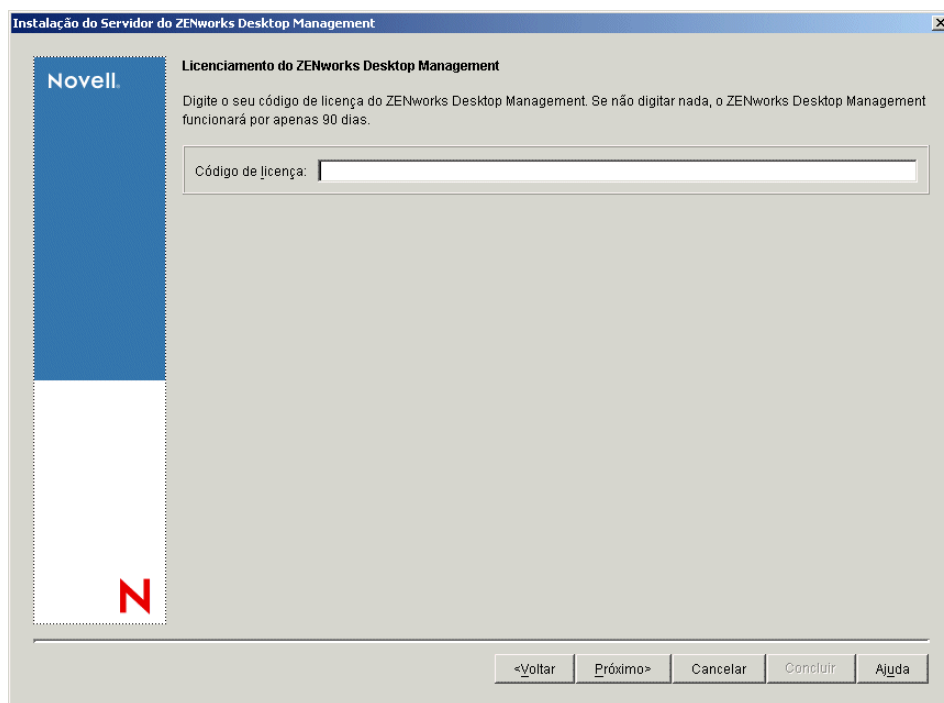 Instalação do Servidor do ZENworks Desktop Management
Novell.
Licenciamento do ZENworks Desktop Management
Digite o seu código de licença do ZENworks Desktop Management. Se não digitar nada, o ZENworks Desktop Management
funcionará por apenas 90 dias.
Código de licença:
N
<Voltar Próximo> Cancelar Concluir Ajuda